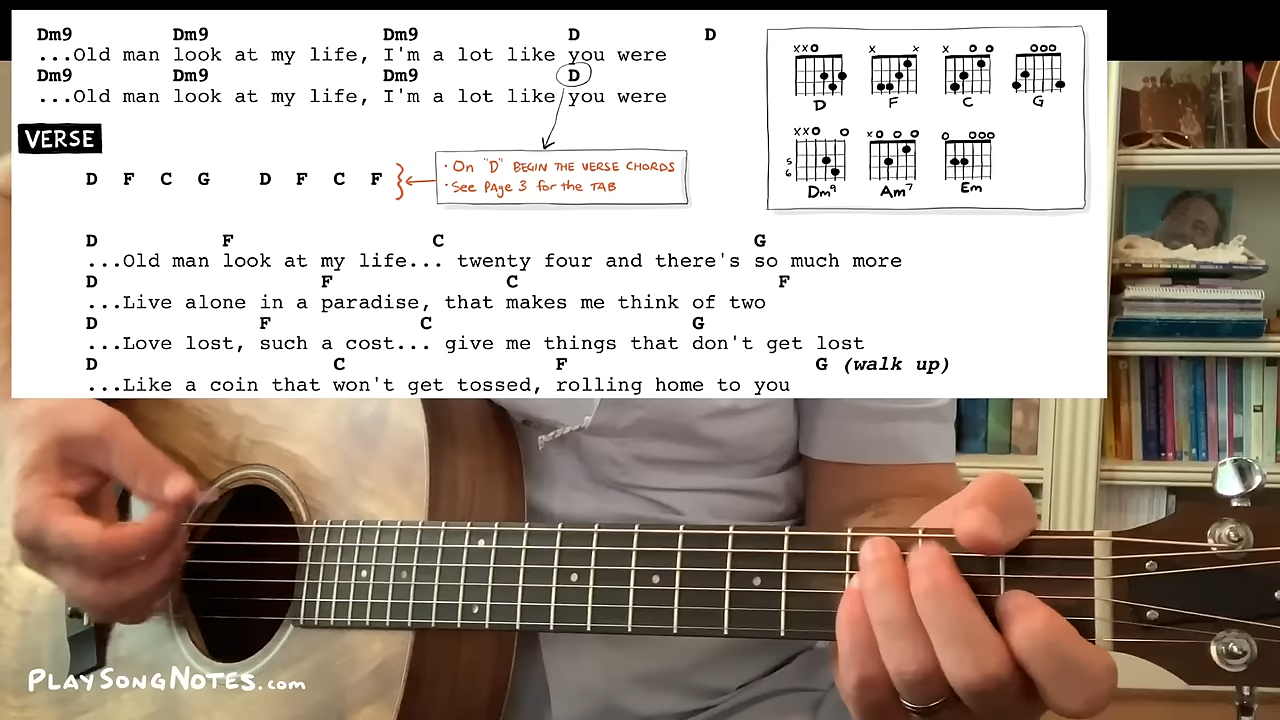 Dm9 Dm9 Dm9 D D
...Old man look at my life, I'm a lot like you were
Dm9 Dm9 Dm9 D
...Old man look at my life, I'm a lot like you were
VERSE
D F C G D F C F
• On "D" BEGIN THE VERSE CHORDS
• See PAge 3 for the TAB
D F C G
...Old man look at my life... twenty four and there's so much more
D F C F
...Live alone in a paradise, that makes me think of two
D F C G
...Love lost, such a cost... give me things that don't get lost
D C F G (walk up)
...Like a coin that won't get tossed, rolling home to you
x x o x x x o o o o o
D F C G
x x o o x o o o o o o o
5
6
Dm9 Am7 Em
PLAYSONGNOTES.com